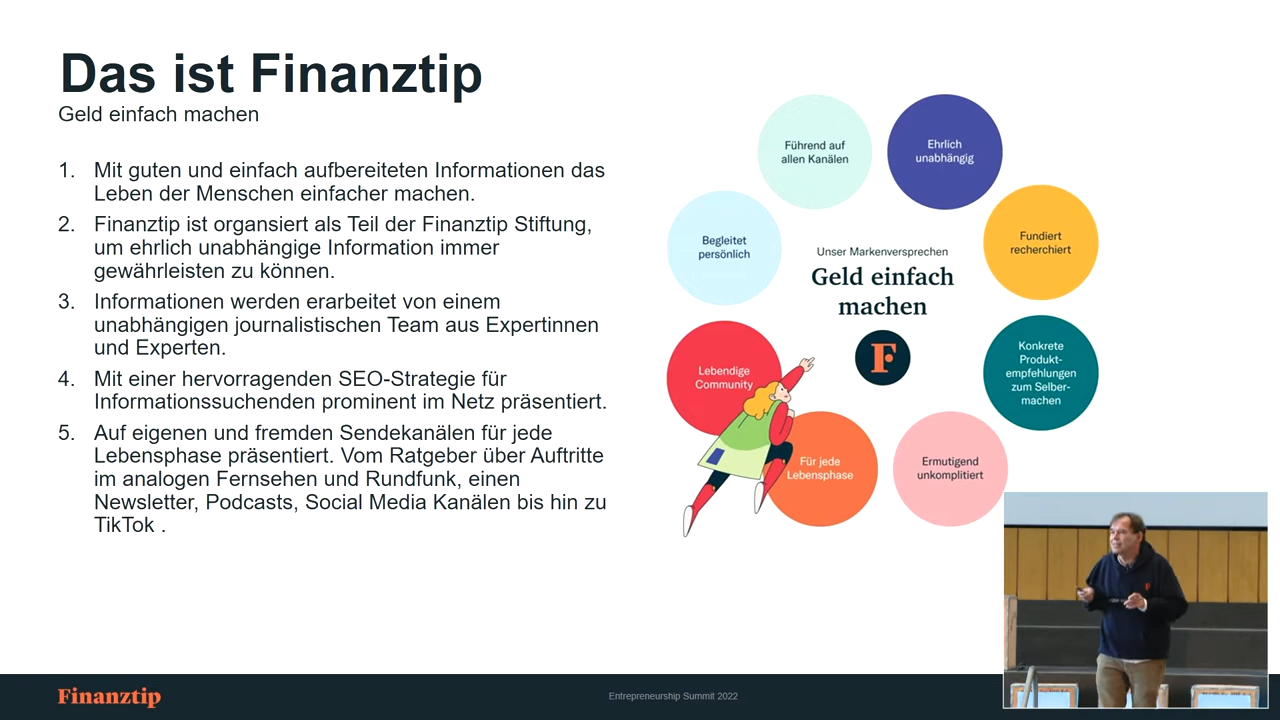 Das ist Finanztip
Geld einfach machen
1. Mit guten und einfach aufbereiteten Informationen das
Leben der Menschen einfacher machen.
2. Finanztip ist organsiert als Teil der Finanztip Stiftung,
um ehrlich unabhängige Information immer
gewährleisten zu können.
3. Informationen werden erarbeitet von einem
unabhängigen journalistischen Team aus Expertinnen
und Experten.
4. Mit einer hervorragenden SEO-Strategie für
Informationssuchenden prominent im Netz präsentiert.
5. Auf eigenen und fremden Sendekanälen für jede
Lebensphase präsentiert. Vom Ratgeber über Auftritte
im analogen Fernsehen und Rundfunk, einen
Newsletter, Podcasts, Social Media Kanälen bis hin zu
TikTok .
Führend auf
allen Kanälen
Ehrlich
unabhängig
Begleitet
persönlich
Fundiert
recherchiert
Unser Markenversprechen
Geld einfach
machen
F
Lebendige
Community
Konkrete
Produkt-
empfehlungen
zum Selber-
machen
Für jede
Lebensphase
Ermutigend
unkomplitiert
Finanztip
Entrepreneurship Summit 2022